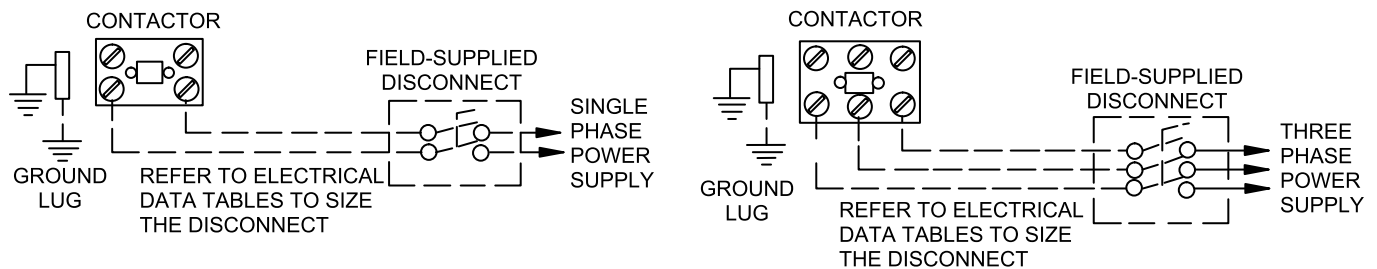 CONTACTOR
FIELD-SUPPLIED
DISCONNECT
SINGLE
PHASE
POWER
SUPPLY
GROUND
LUG
REFER TO ELECTRICAL
DATA TABLES TO SIZE
THE DISCONNECT
CONTACTOR
FIELD-SUPPLIED
DISCONNECT
THREE
PHASE
POWER
SUPPLY
GROUND
LUG
REFER TO ELECTRICAL
DATA TABLES TO SIZE
THE DISCONNECT